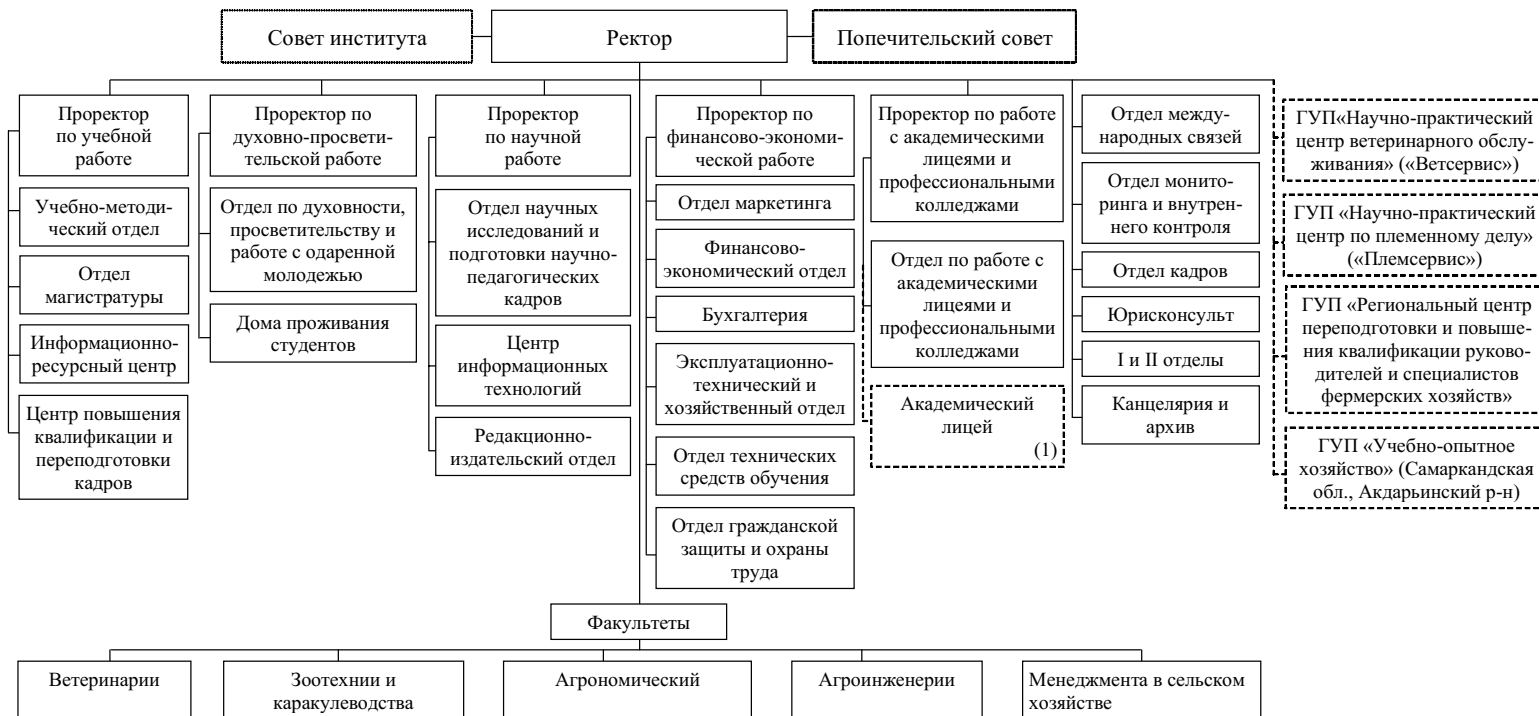 Совет института
Ректор
Попечительский совет
Проректор
по учебной
работе
Учебно-методи-
ческий отдел
Отдел
магистратуры
Информационно-
ресурсный центр
Центр повышения
квалификации и
переподготовки
кадров
Проректор по
духовно-просвети-
тельской работе
Отдел по духовности,
просветительству и
работе с одаренной
молодежью
Дома проживания
студентов
Проректор
по научной
работе
Отдел научных
исследований и
подготовки научно-
педагогических
кадров
Центр
информационных
технологий
Редакционно-
издательский отдел
Проректор по
финансово-экономи-
ческой работе
Отдел маркетинга
Финансово-
экономический отдел
Бухгалтерия
Эксплуатационно-
технический и
хозяйственный отдел
Отдел технических
средств обучения
Отдел гражданской
защиты и охраны
труда
Проректор по работе
с академическими
лицеями и
профессиональными
колледжами
Отдел по работе с
академическими
лицеями и
профессиональными
колледжами
Академический
лицей
(1)
Отдел между-
народных связей
Отдел монито-
ринга и внутрен-
него контроля
Отдел кадров
Юрисконсульт
I и II отделы
Канцелярия и
архив
ГУП«Научно-практический
центр ветеринарного обслу-
живания» («Ветсервис»)
ГУП «Научно-практический
центр по племенному делу»
(«Племсервис»)
ГУП «Региональный центр
переподготовки и повыше-
ния квалификации руково-
дителей и специалистов
фермерских хозяйств»
ГУП «Учебно-опытное
хозяйство» (Самаркандская
обл., Акдарьинский р-н)
Факультеты
Ветеринарии
Зоотехнии и
каракулеводства
Агрономический
Агроинженерии
Менеджмента в сельском
хозяйстве